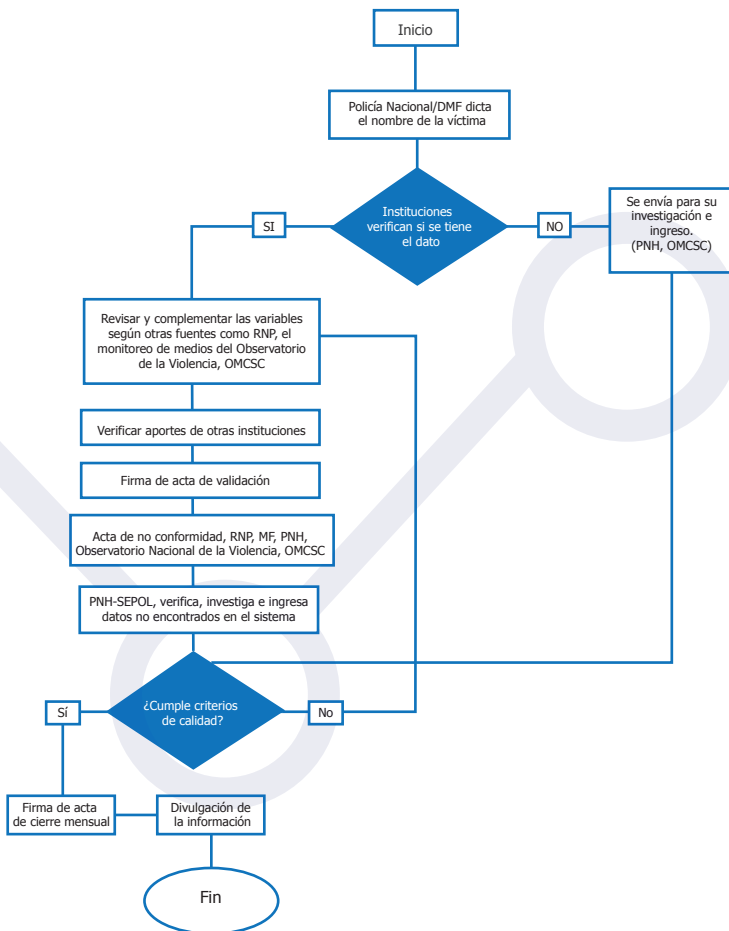 Inicio
Policía Nacional/DMF dicta
el nombre de la víctima
Instituciones
verifican si se tiene
el dato
SI
NO
Se envía para su
investigación e
ingreso.
(PNH, OMCSC)
Revisar y complementar las variables
según otras fuentes como RNP, el
monitoreo de medios del Observatorio
de la Violencia, OMCSC
Verificar aportes de otras instituciones
Firma de acta de validación
Acta de no conformidad, RNP, MF, PNH,
Observatorio Nacional de la Violencia, OMCSC
PNH-SEPOL, verifica, investiga e ingresa
datos no encontrados en el sistema
¿Cumple criterios
de calidad?
Sí
No
Firma de acta
de cierre mensual
Divulgación de
la información
Fin